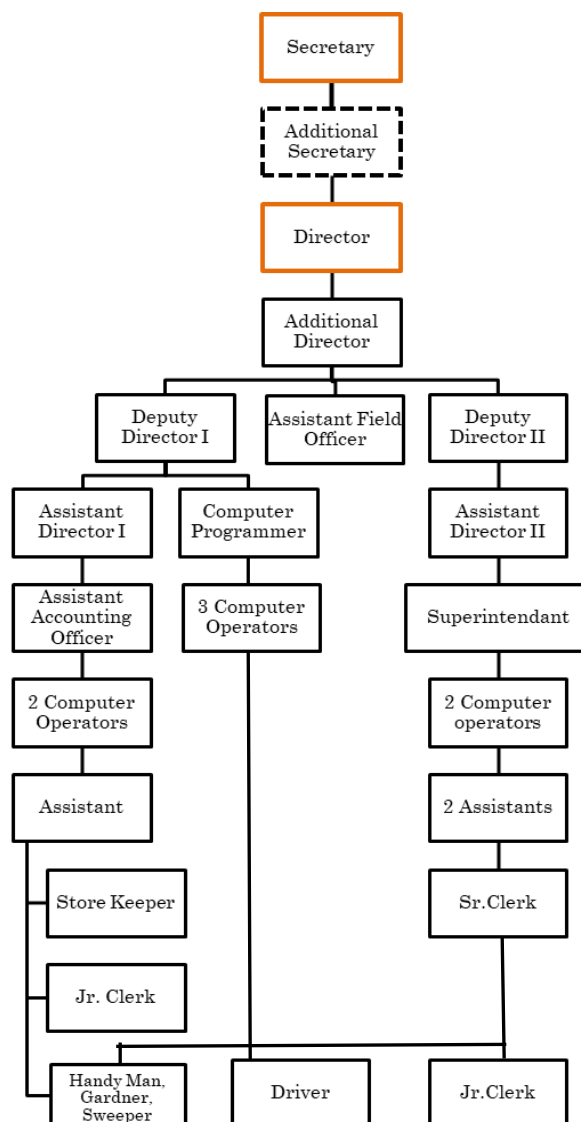 Secretary
Additional
Secretary
Director
Additional
Director
Deputy
Director I
Assistant Field
Officer
Deputy
Director II
Assistant
Director I
Computer
Programmer
Assistant
Director II
Assistant
Accounting
Officer
3 Computer
Operators
Superintendant
2 Computer
Operators
2 Computer
operators
Assistant
2 Assistants
Store Keeper
Sr.Clerk
Jr. Clerk
Handy Man,
Gardner,
Sweeper
Driver
Jr.Clerk